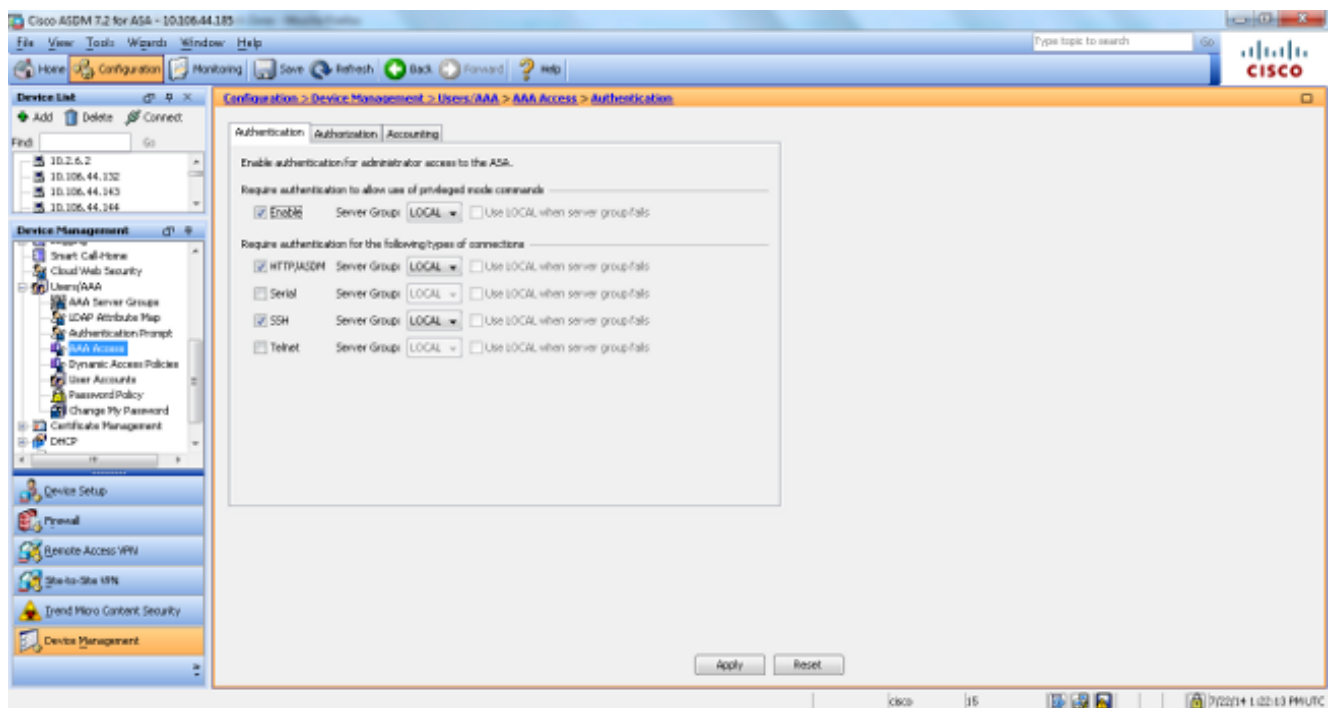 Cisco ASDM 7.2 for ASA - 10.106.44.185
File View Tools Wizards Window Help
Type topic to search Go
Home Configuration Monitoring Save Refresh Back Forward Help
CISCO
Device List
Add Delete Connect
Find: Go
10.2.6.2
10.106.44.132
10.106.44.143
10.106.44.144
Device Management
Smart Call-Home
Cloud Web Security
Users/AAA
AAA Server Groups
LDAP Attribute Map
Authentication Prompt
AAA Access
Dynamic Access Policies
User Accounts
Password Policy
Change My Password
Certificate Management
DHCP
Device Setup
Firewall
Remote Access VPN
Site-to-Site VPN
Trend Micro Content Security
Device Management
Configuration > Device Management > Users/AAA > AAA Access > Authentication
Authentication Authorization Accounting
Enable authentication for administrator access to the ASA.
Require authentication to allow use of privileged mode commands
Enable Server Group: LOCAL Use LOCAL when server group fails
Require authentication for the following types of connections
HTTP/ASDM Server Group: LOCAL Use LOCAL when server group fails
Serial Server Group: LOCAL Use LOCAL when server group fails
SSH Server Group: LOCAL Use LOCAL when server group fails
Telnet Server Group: LOCAL Use LOCAL when server group fails
Apply Reset
cisco 15 7/22/14 1:22:13 PM UTC